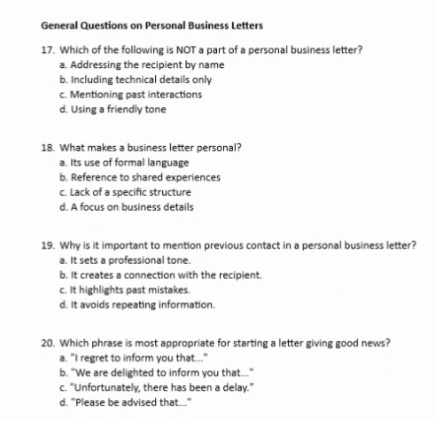 General Questions on Personal Business Letters
17. Which of the following is NOT a part of a personal business letter?
a. Addressing the recipient by name
b. Including technical details only
c. Mentioning past interactions
d. Using a friendly tone
18. What makes a business letter personal?
a. Its use of formal language
b. Reference to shared experiences
c. Lack of a specific structure
d. A focus on business details
19. Why is it important to mention previous contact in a personal business letter?
a. It sets a professional tone.
b. It creates a connection with the recipient.
c. It highlights past mistakes.
d. It avoids repeating information.
20. Which phrase is most appropriate for starting a letter giving good news?
a. "I regret to inform you that..."
b. "We are delighted to inform you that..."
c. "Unfortunately, there has been a delay."
d. "Please be advised that..."